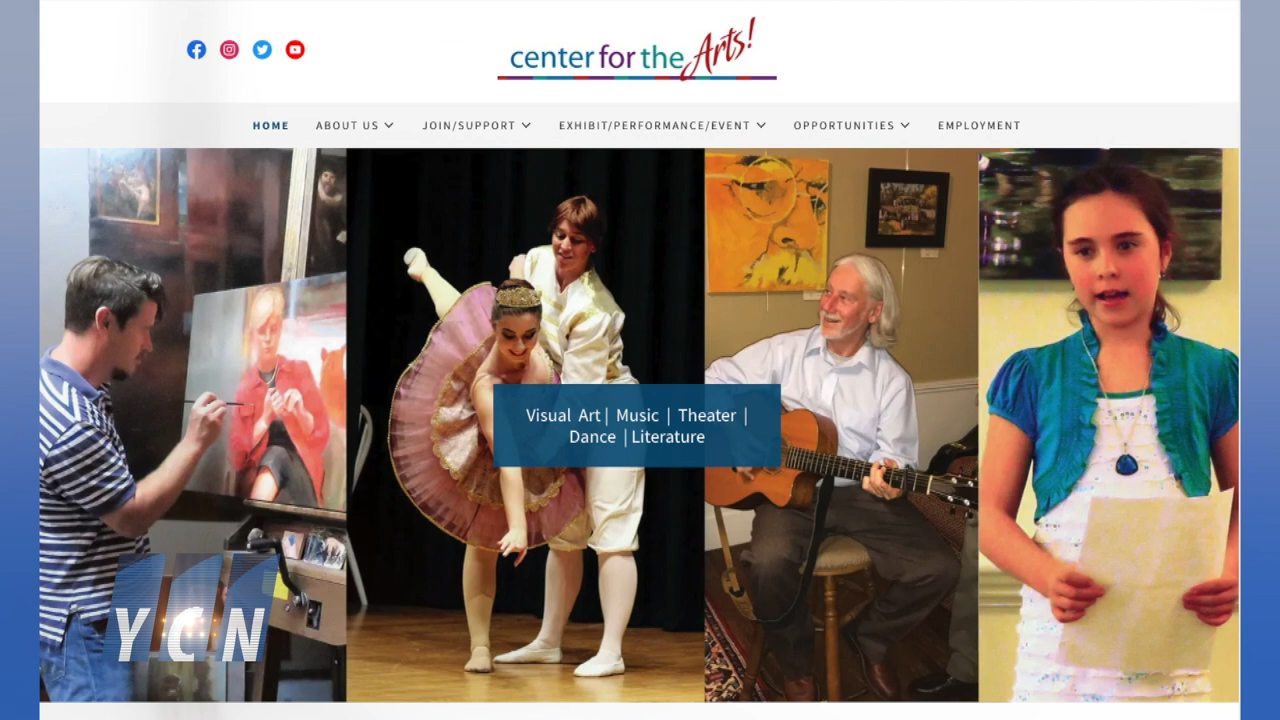 center for the Arts!
HOME ABOUT US JOIN/SUPPORT EXHIBIT/PERFORMANCE/EVENT OPPORTUNITIES EMPLOYMENT
Visual Art | Music | Theater |
Dance | Literature
YCN